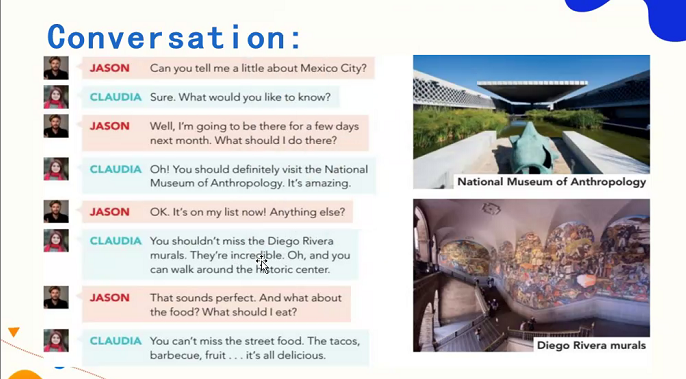 Conversation:
JASON Can you tell me a little about Mexico City?
CLAUDIA Sure. What would you like to know?
JASON Well, I'm going to be there for a few days
next month. What should I do there?
CLAUDIA Oh! You should definitely visit the National
Museum of Anthropology. It's amazing.
JASON OK. It's on my list now! Anything else?
CLAUDIA You shouldn't miss the Diego Rivera
murals. They're incredible. Oh, and you
can walk around the historic center.
JASON That sounds perfect. And what about
the food? What should I eat?
CLAUDIA You can't miss the street food. The tacos,
barbecue, fruit . . . it's all delicious.
National Museum of Anthropology
Diego Rivera murals